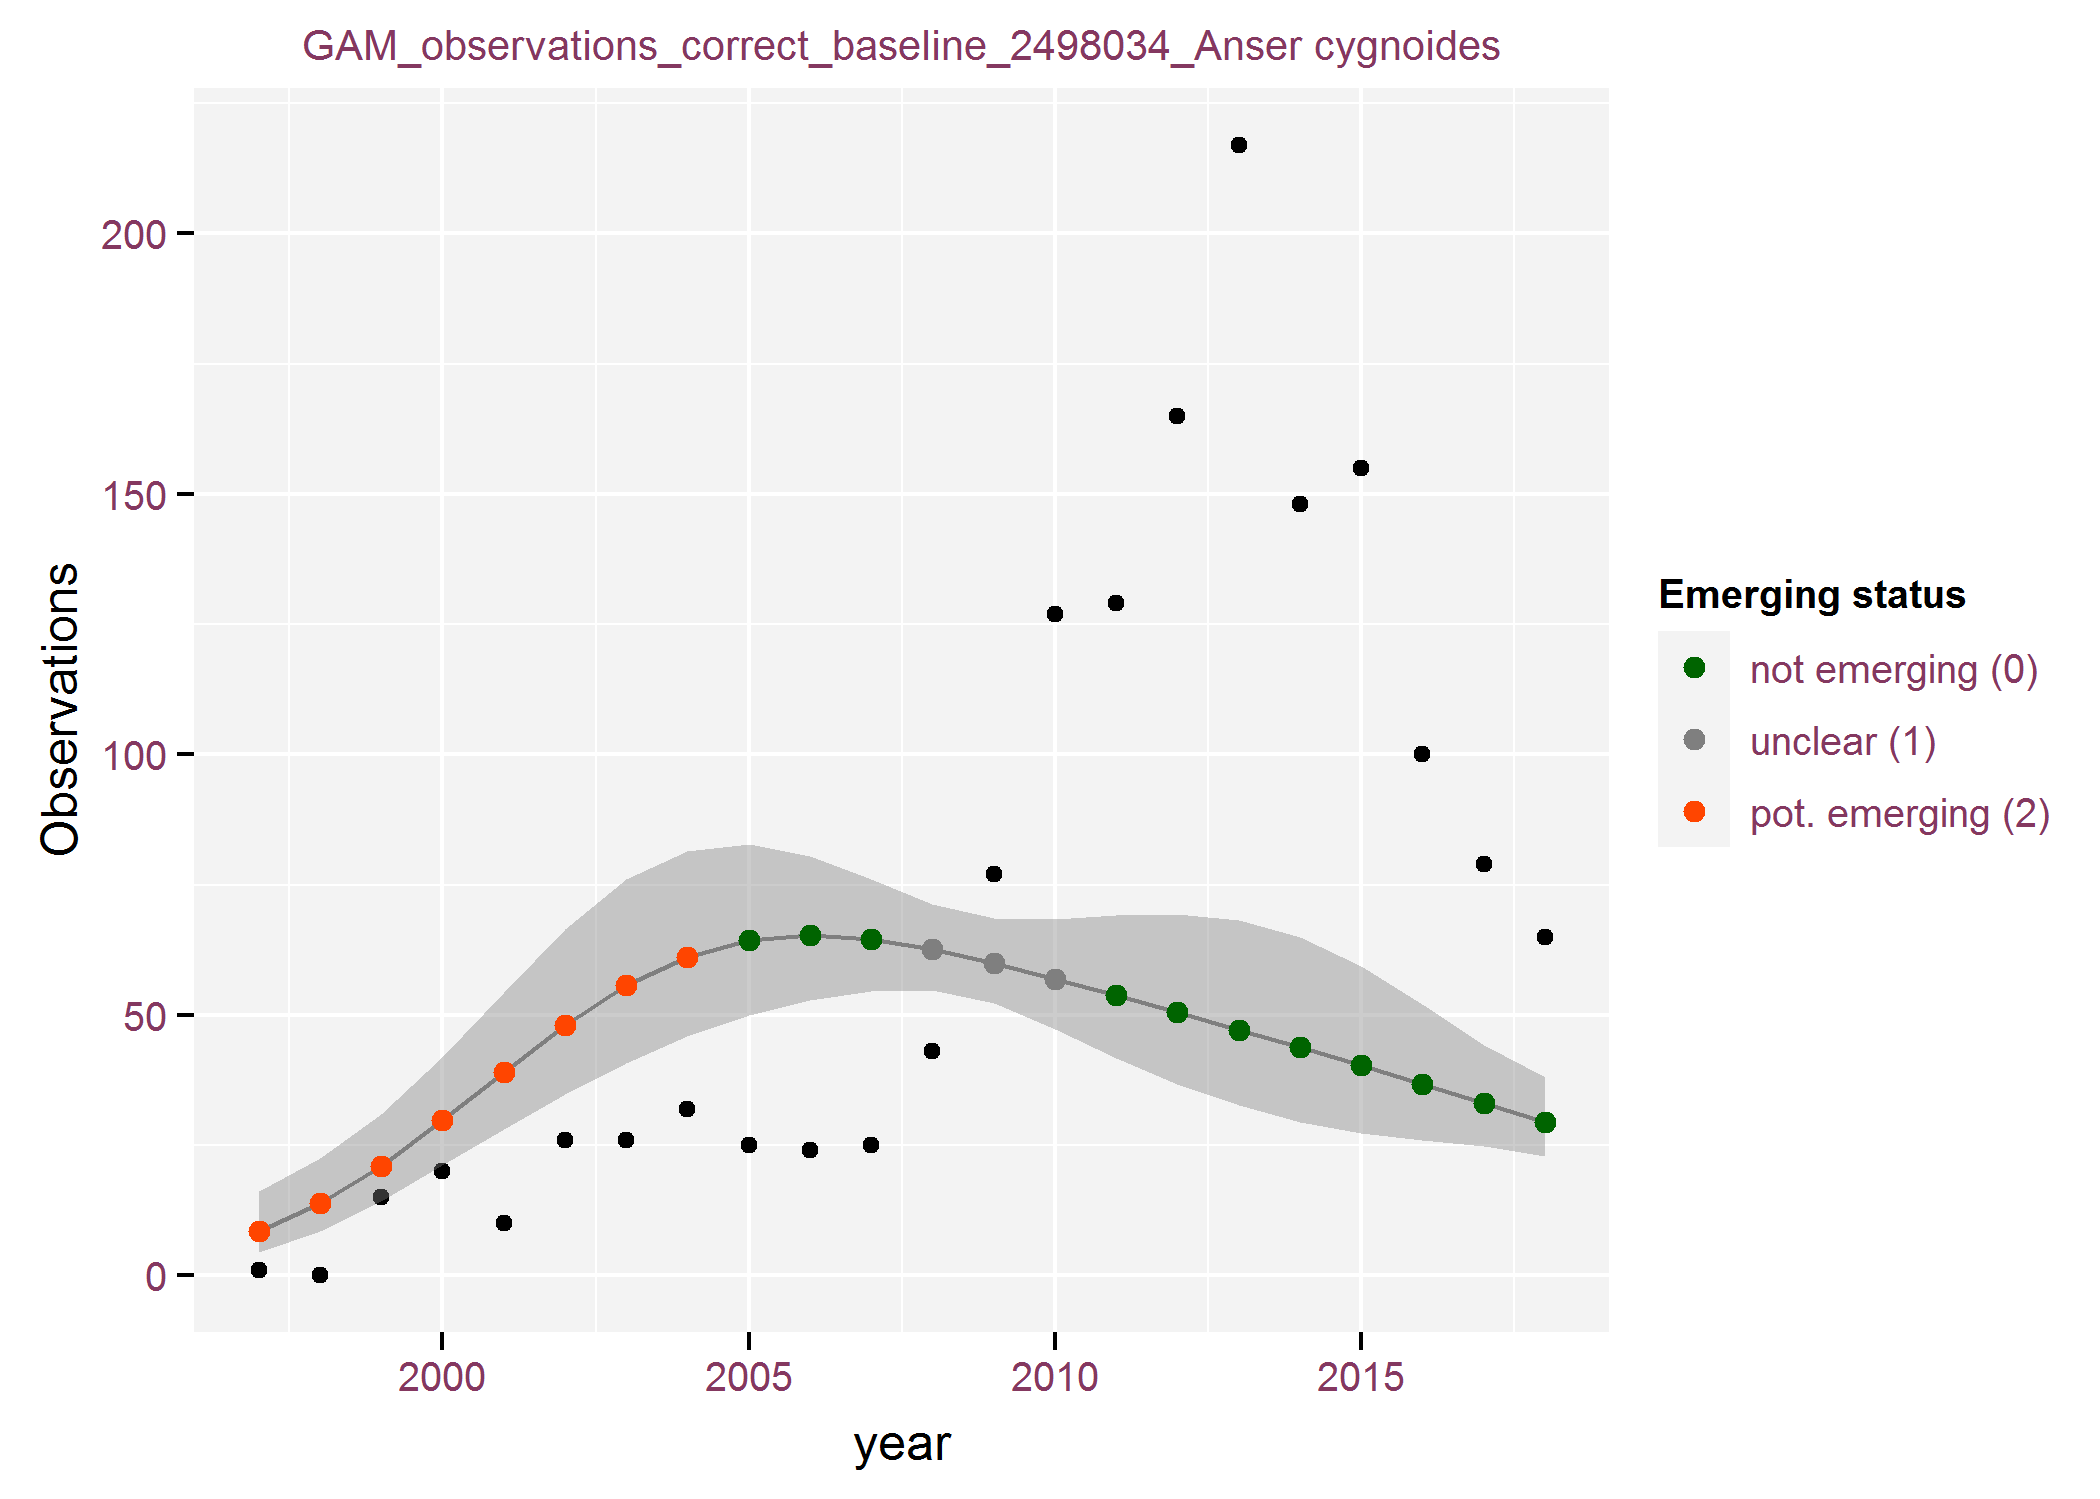 GAM_observations_correct_baseline_2498034_Anser cygnoides
Observations
200
150
100
50
0
2000 2005 2010 2015
year
Emerging status
not emerging (0)
unclear (1)
pot. emerging (2)